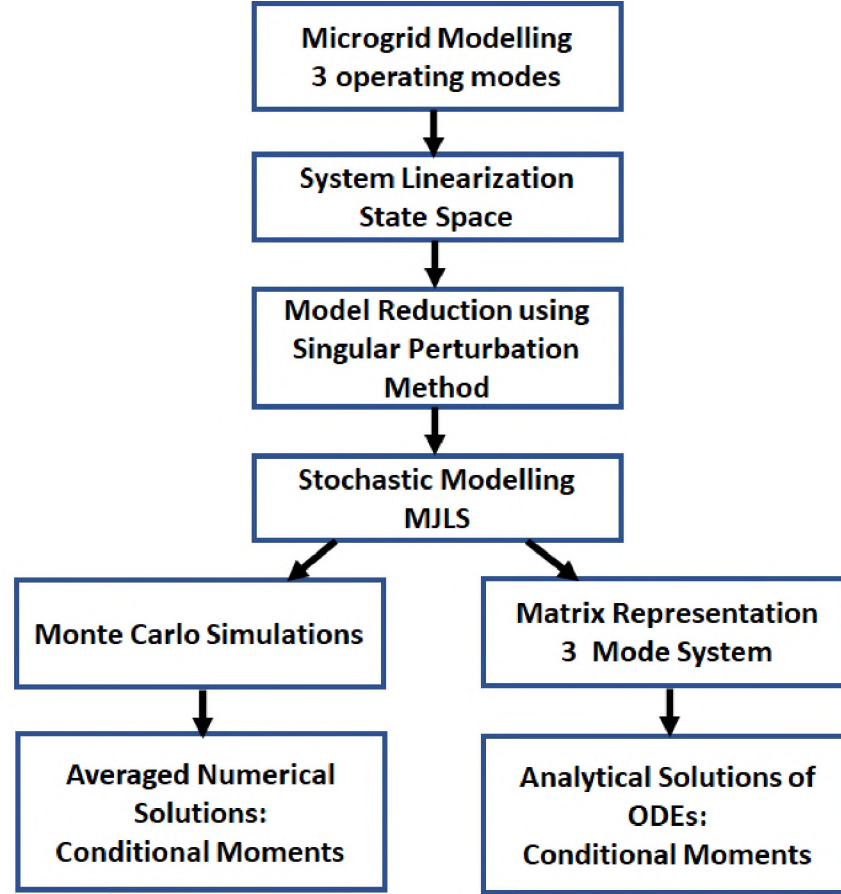 Microgrid Modelling
3 operating modes
System Linearization
State Space
Model Reduction using
Singular Perturbation
Method
Stochastic Modelling
MJLS
Monte Carlo Simulations
Matrix Representation
3 Mode System
Averaged Numerical
Solutions:
Conditional Moments
Analytical Solutions of
ODEs:
Conditional Moments